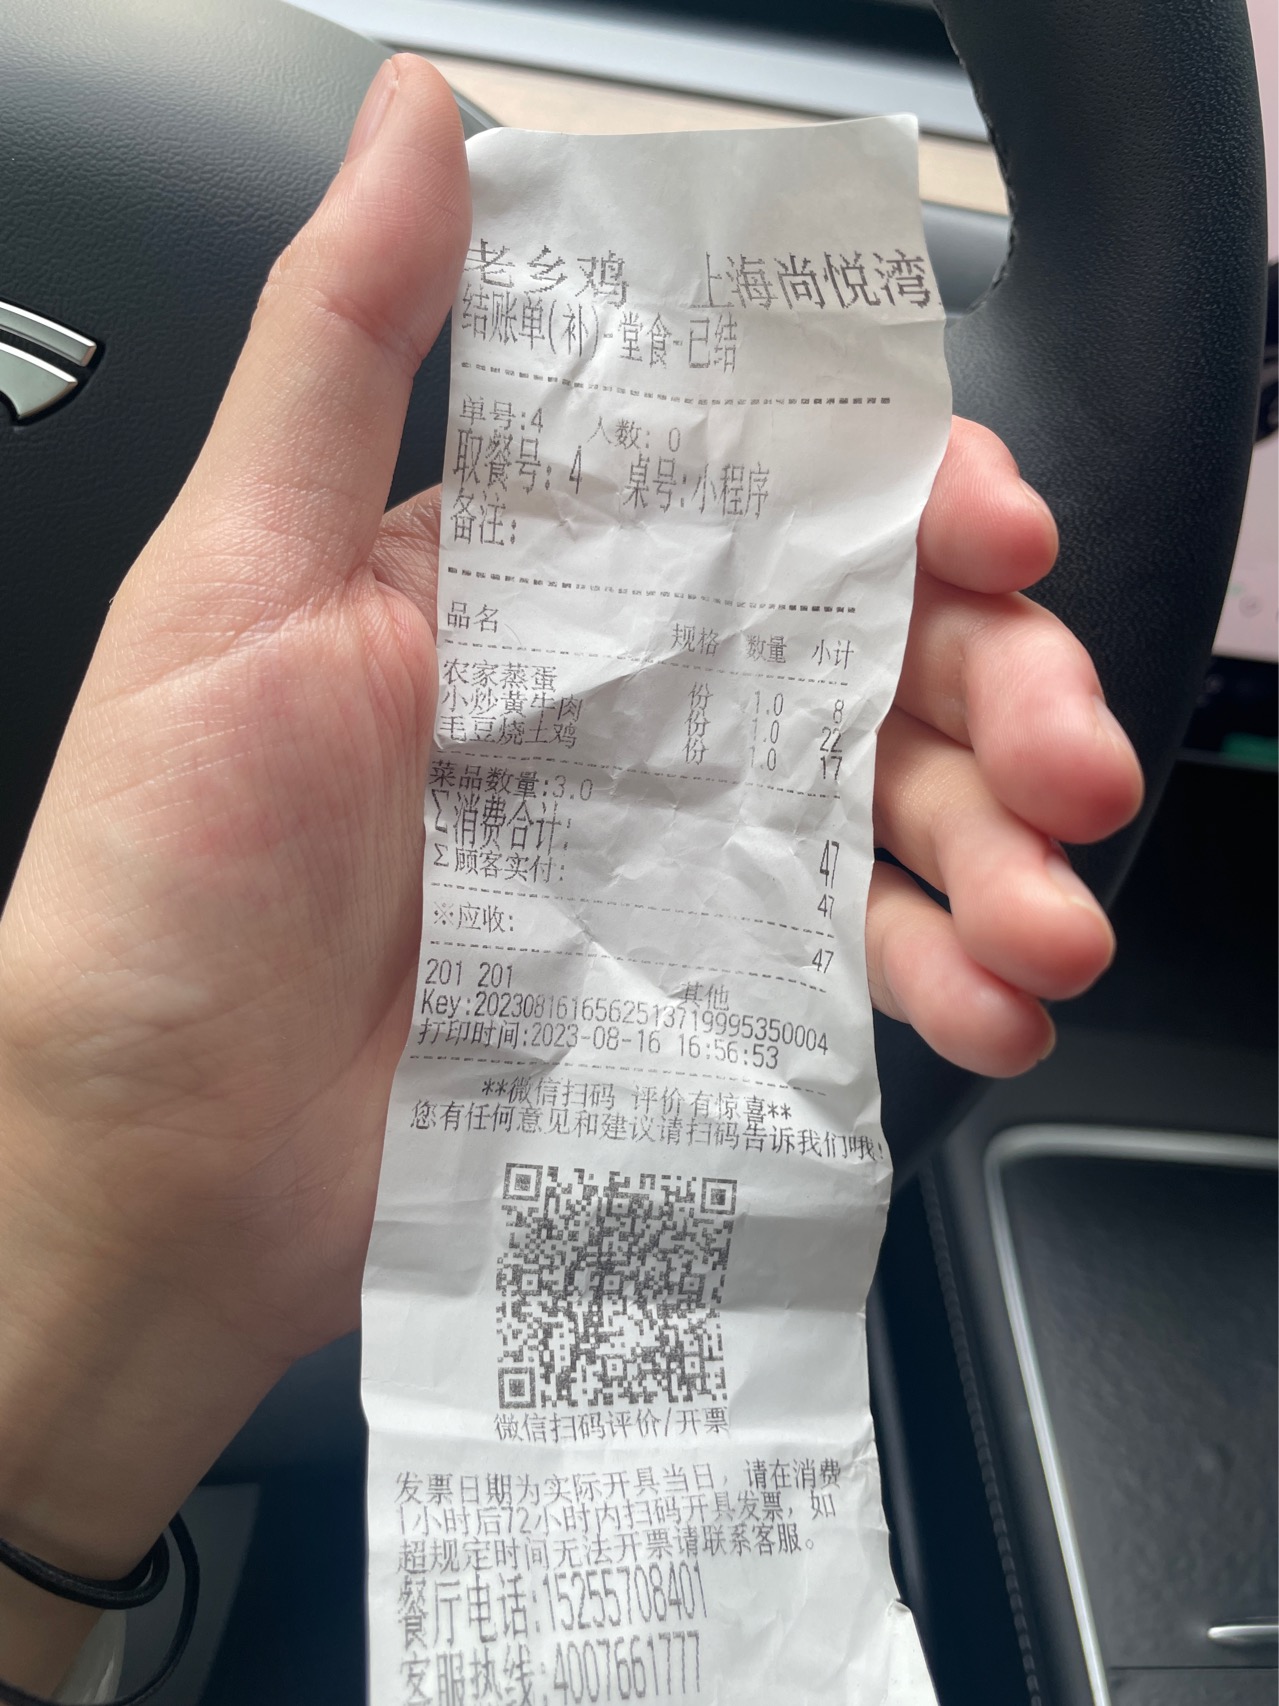 老乡鸡 上海尚悦湾
结账单(补)-堂食-已结
单号:4 人数: 0
取餐号: 4 桌号:小程序
备注:
品名 规格 数量 小计
农家蒸蛋 份 1.0 8
小炒黄牛肉 份 1.0 22
毛豆烧土鸡 份 1.0 17
菜品数量:3.0
Σ消费合计: 47
Σ顾客实付: 47
※应收: 47
201 201 其他
Key:2023081616562513719995350004
打印时间:2023-08-16 16:56:53
**微信扫码 评价有惊喜**
您有任何意见和建议请扫码告诉我们哦!
微信扫码评价/开票
发票日期为实际开具当日，请在消费
1小时后72小时内扫码开具发票，如
超规定时间无法开票请联系客服。
餐厅电话:15255708401
客服热线:4007661777